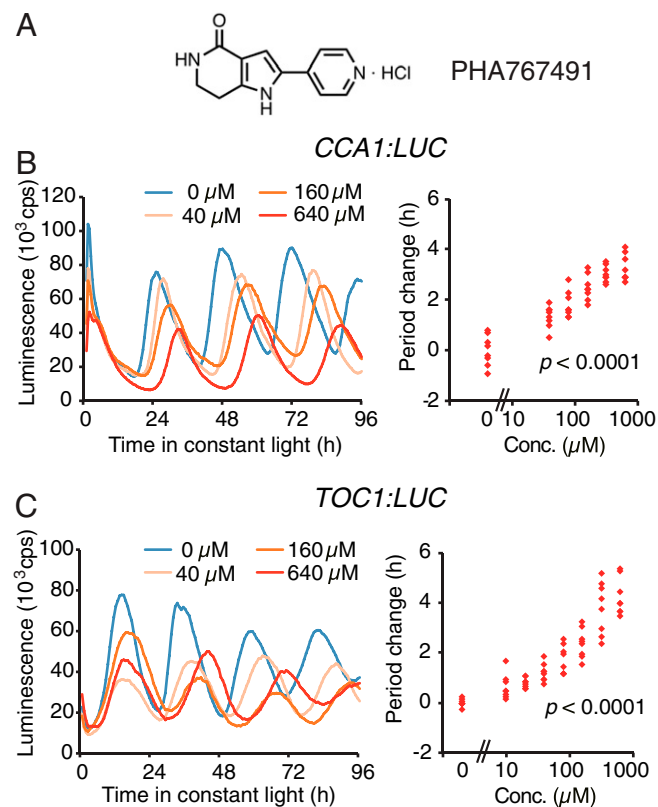 A
O
HN
N
H
N · HCl
PHA767491
B
CCA1:LUC
0 µM
160 µM
40 µM
640 µM
Luminescence (10³ cps)
120
100
80
60
40
20
0
0 24 48 72 96
Time in constant light (h)
Period change (h)
6
4
2
0
-2
p < 0.0001
0 10 100 1000
Conc. (µM)
C
TOC1:LUC
0 µM
160 µM
40 µM
640 µM
Luminescence (10³ cps)
100
80
60
40
20
0
0 24 48 72 96
Time in constant light (h)
Period change (h)
6
4
2
0
-2
p < 0.0001
0 10 100 1000
Conc. (µM)